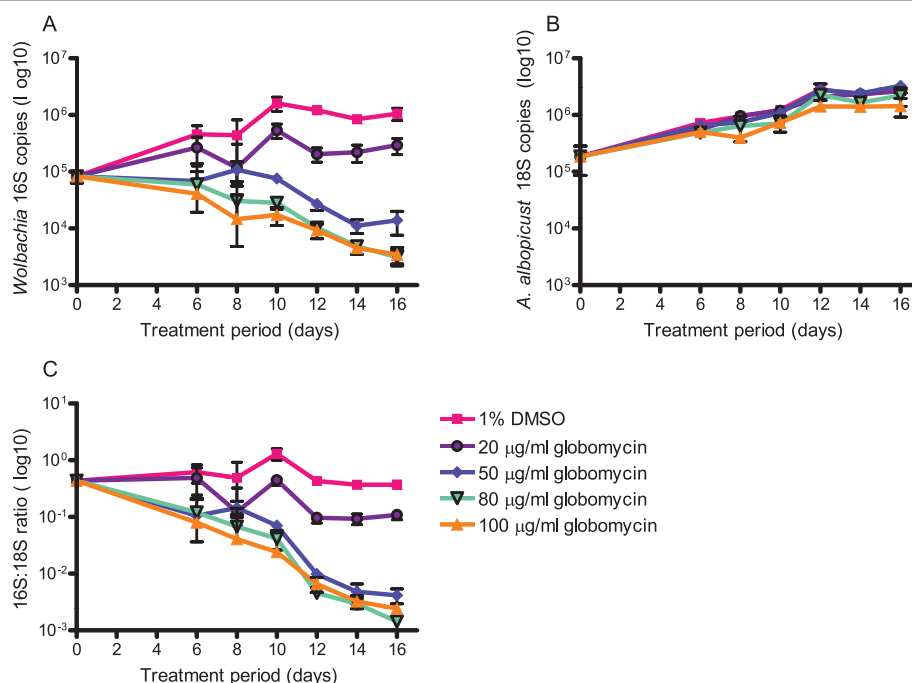 A
Wolbachia 16S copies (l og10)
10^7
10^6
10^5
10^4
10^3
0 2 4 6 8 10 12 14 16
Treatment period (days)
B
A. albopicust 18S copies (log10)
10^7
10^6
10^5
10^4
10^3
0 2 4 6 8 10 12 14 16
Treatment period (days)
C
16S:18S ratio ( log10)
10^1
10^0
10^-1
10^-2
10^-3
0 2 4 6 8 10 12 14 16
Treatment period (days)
1% DMSO
20 µg/ml globomycin
50 µg/ml globomycin
80 µg/ml globomycin
100 µg/ml globomycin